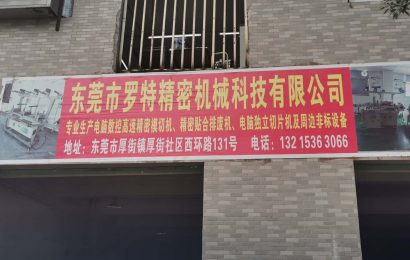 东莞市罗特精密机械科技有限公司
专业生产电脑数控高速精密模切机、精密贴合排废机、电脑独立切片机及周边非标设备
地址：东莞市厚街镇厚街社区西环路131号 电话：132 1536 3066